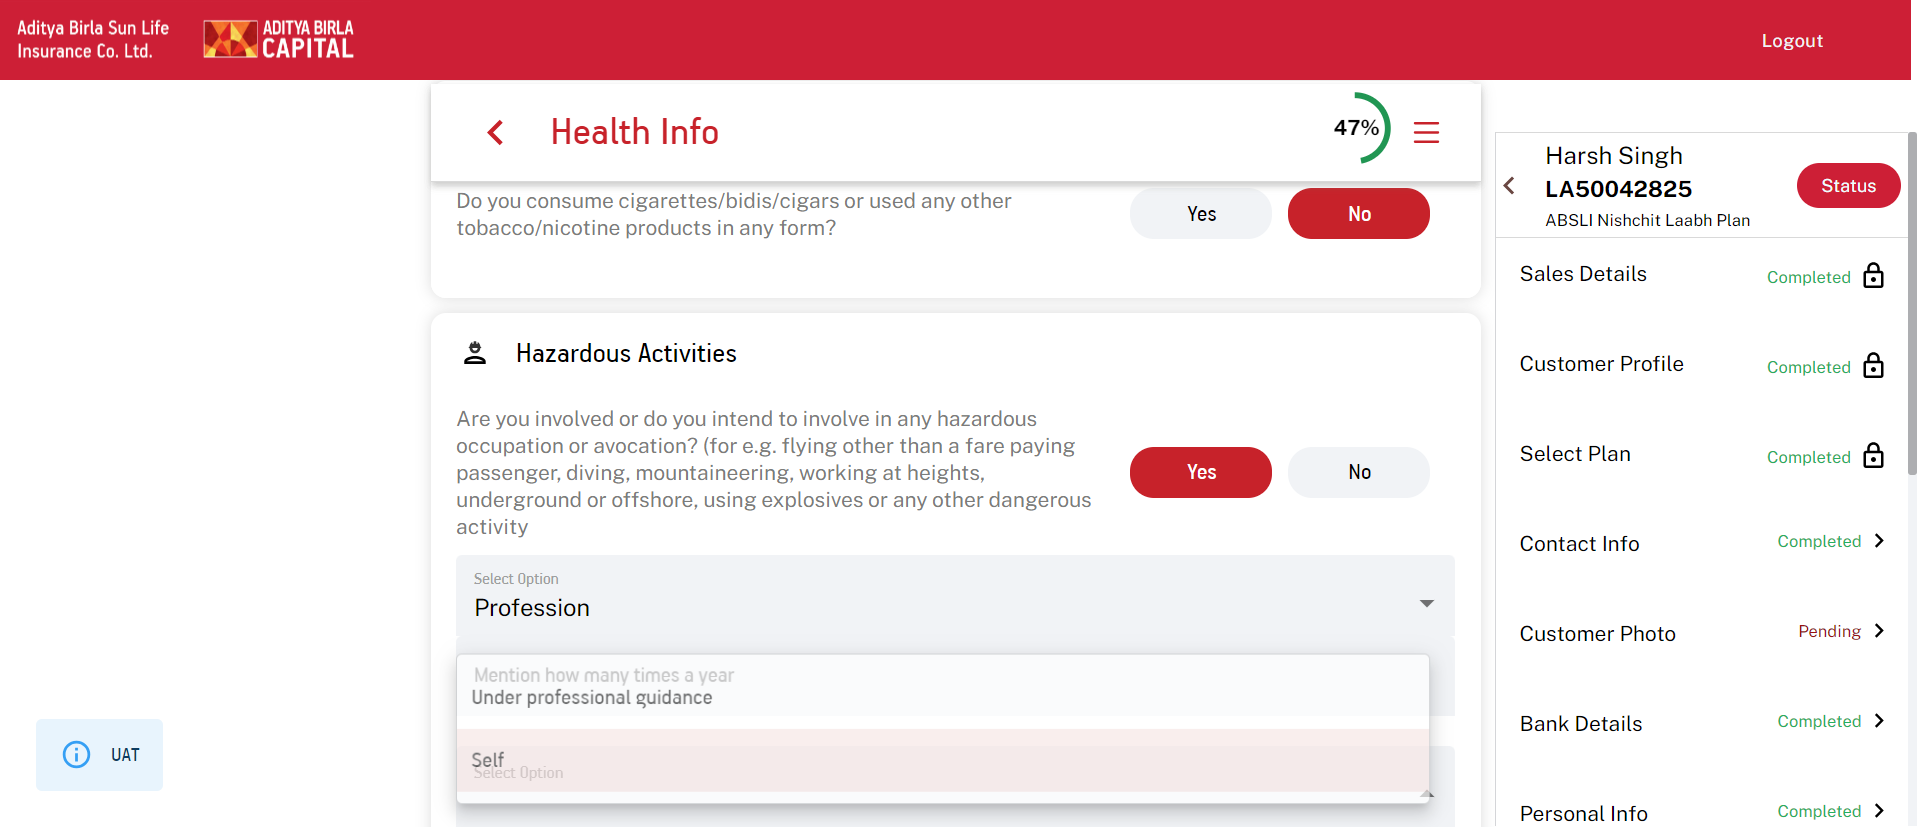 Aditya Birla Sun Life
Insurance Co. Ltd.
ADITYA BIRLA
CAPITAL
Logout
Health Info
47%
Do you consume cigarettes/bidis/cigars or used any other
tobacco/nicotine products in any form?
Yes
No
Hazardous Activities
Are you involved or do you intend to involve in any hazardous
occupation or avocation? (for e.g. flying other than a fare paying
passenger, diving, mountaineering, working at heights,
underground or offshore, using explosives or any other dangerous
activity
Yes
No
Select Option
Profession
Mention how many times a year
Under professional guidance
Self
Select Option
UAT
Harsh Singh
LA50042825
ABSLI Nishchit Laabh Plan
Status
Sales Details
Completed
Customer Profile
Completed
Select Plan
Completed
Contact Info
Completed
Customer Photo
Pending
Bank Details
Completed
Personal Info
Completed